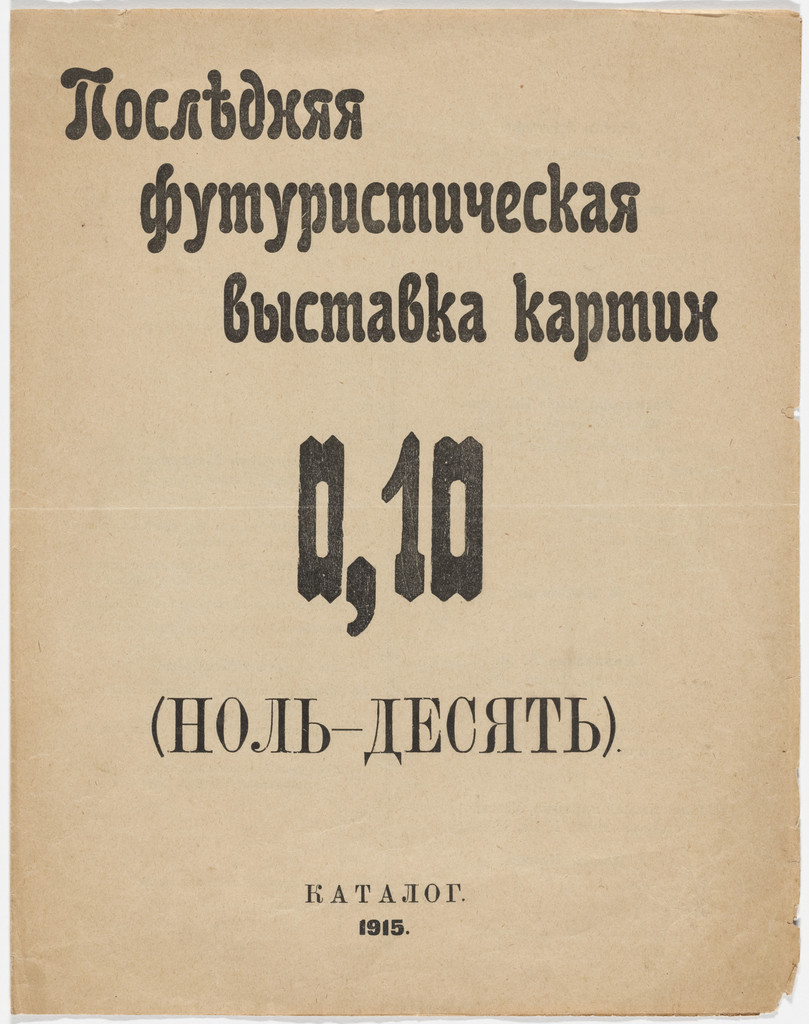 Послѣдняя
футуристическая
выставка картин
0,10
(НОЛЬ–ДЕСЯТЬ).
КАТАЛОГ.
1915.